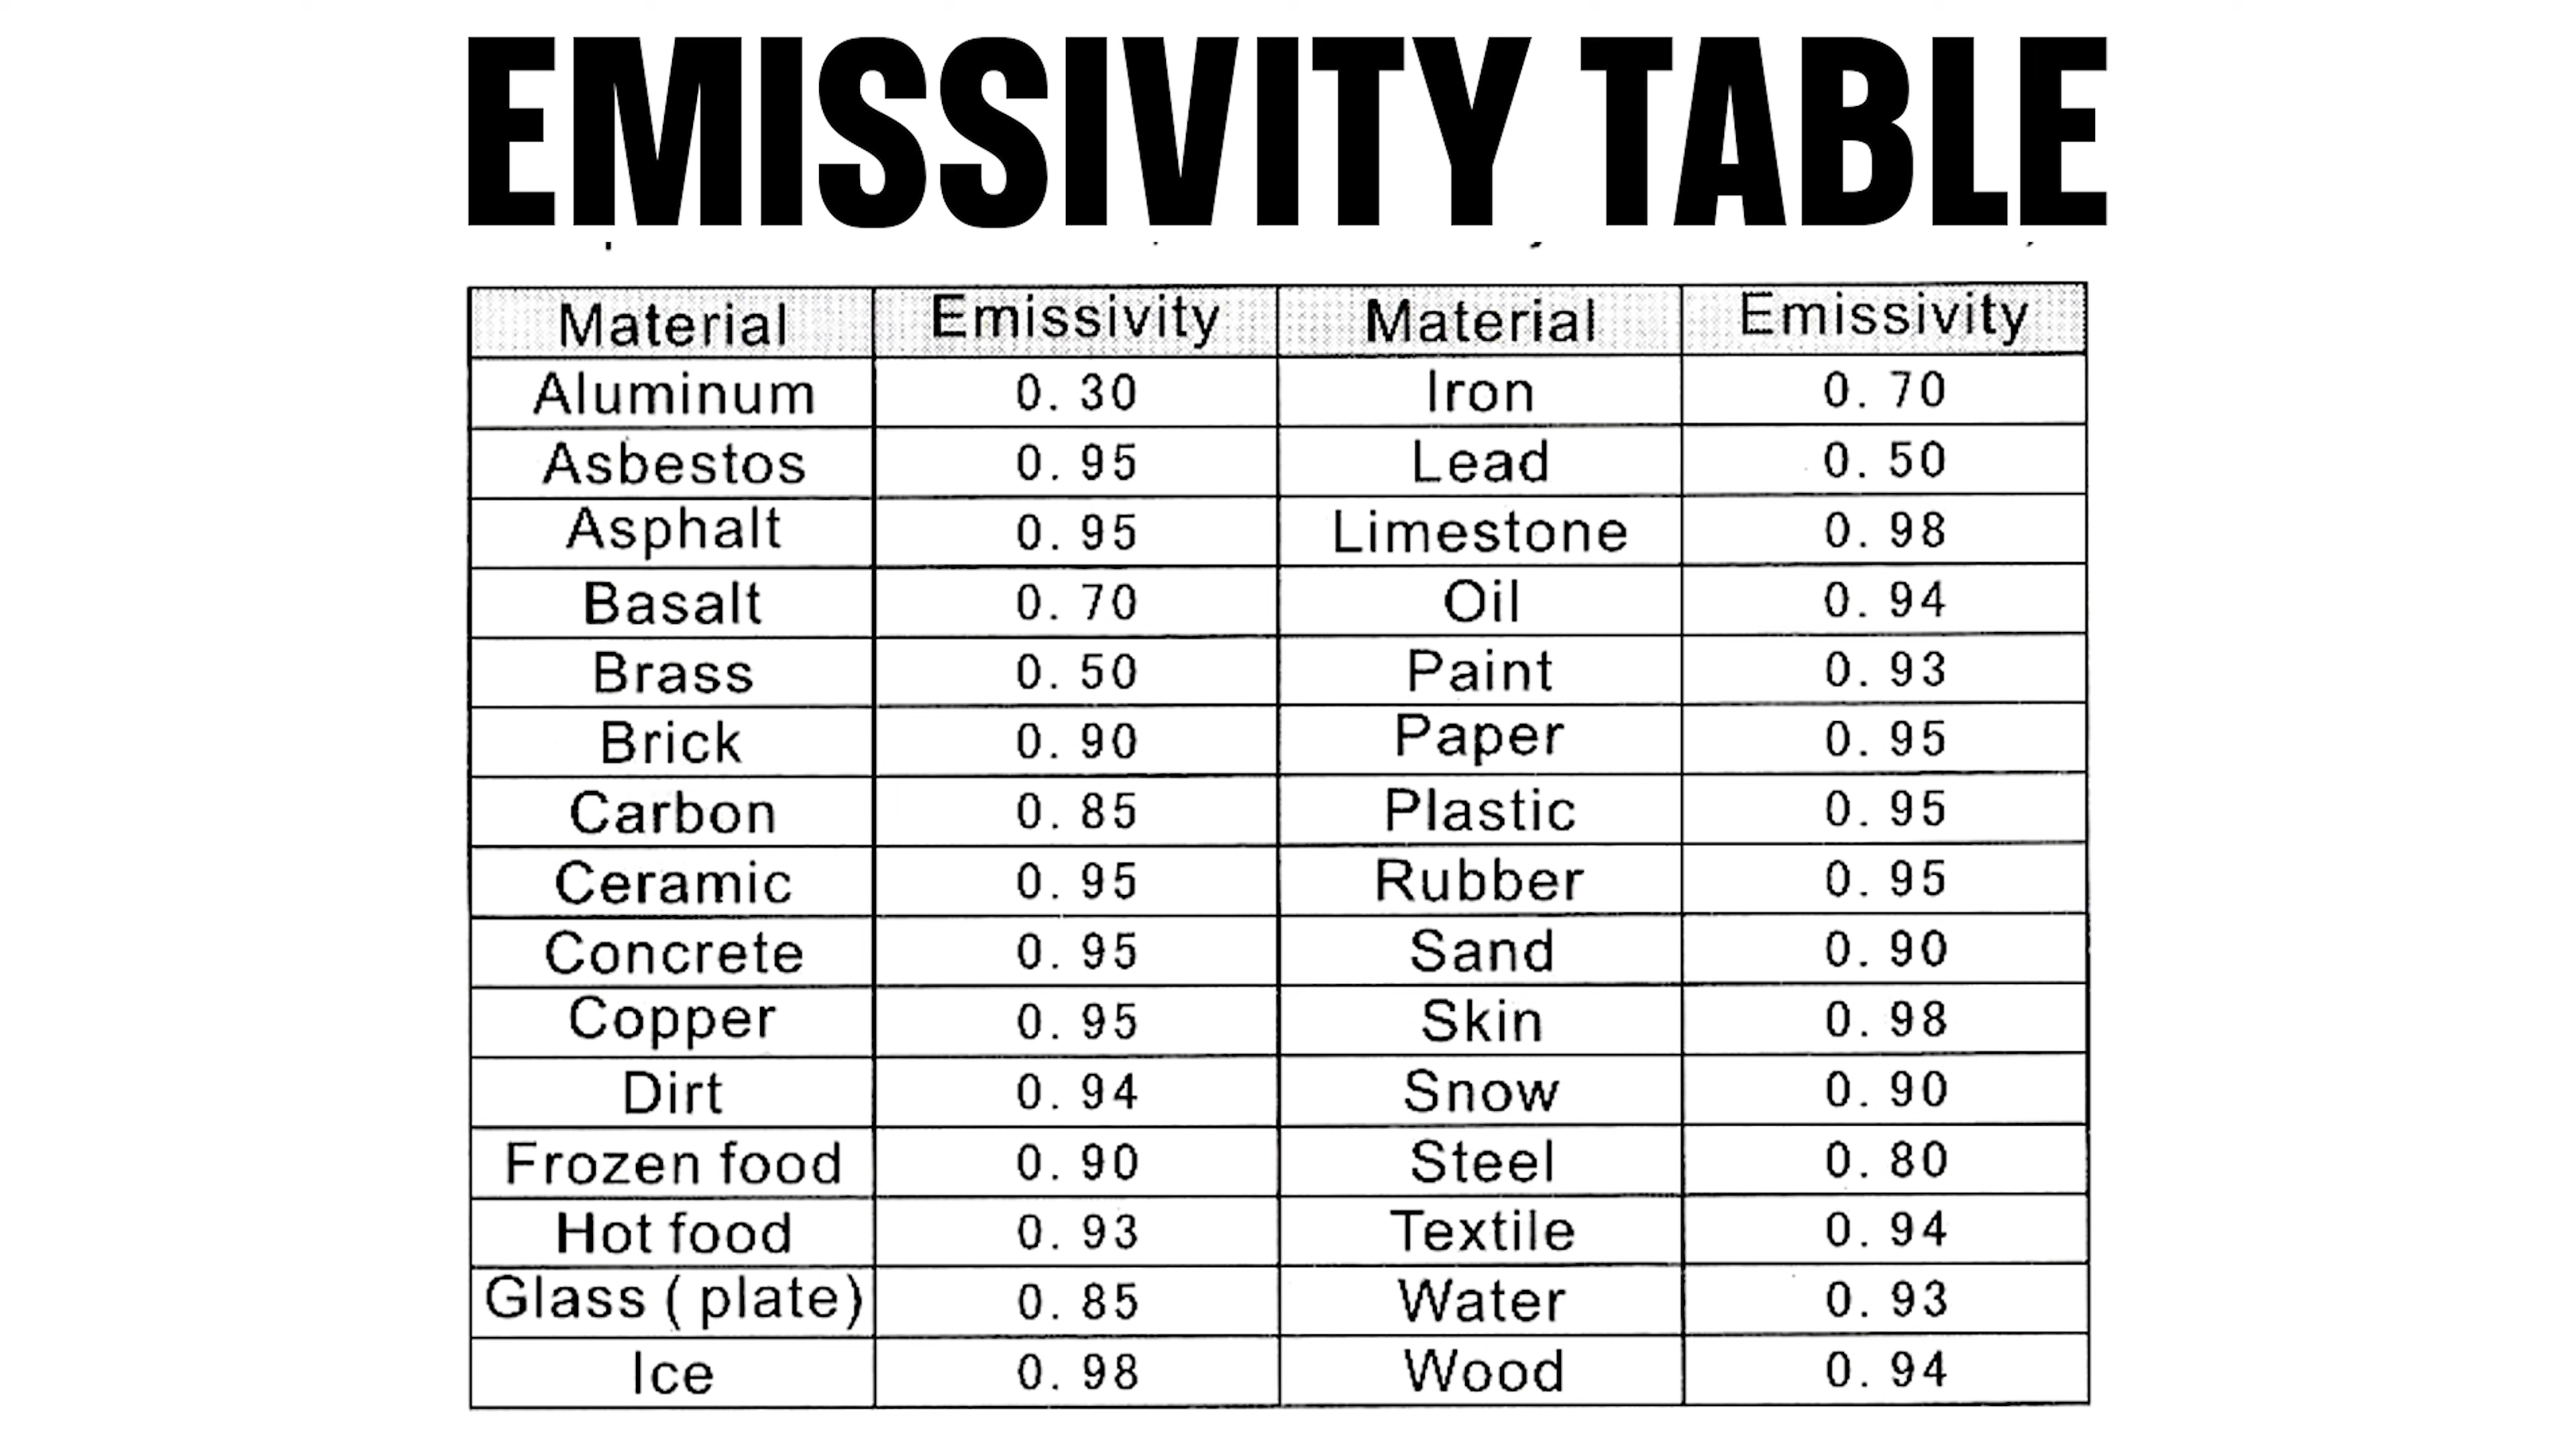 EMISSIVITY TABLE
Material Emissivity Material Emissivity
Aluminum 0.30 Iron 0.70
Asbestos 0.95 Lead 0.50
Asphalt 0.95 Limestone 0.98
Basalt 0.70 Oil 0.94
Brass 0.50 Paint 0.93
Brick 0.90 Paper 0.95
Carbon 0.85 Plastic 0.95
Ceramic 0.95 Rubber 0.95
Concrete 0.95 Sand 0.90
Copper 0.95 Skin 0.98
Dirt 0.94 Snow 0.90
Frozen food 0.90 Steel 0.80
Hot food 0.93 Textile 0.94
Glass ( plate) 0.85 Water 0.93
Ice 0.98 Wood 0.94